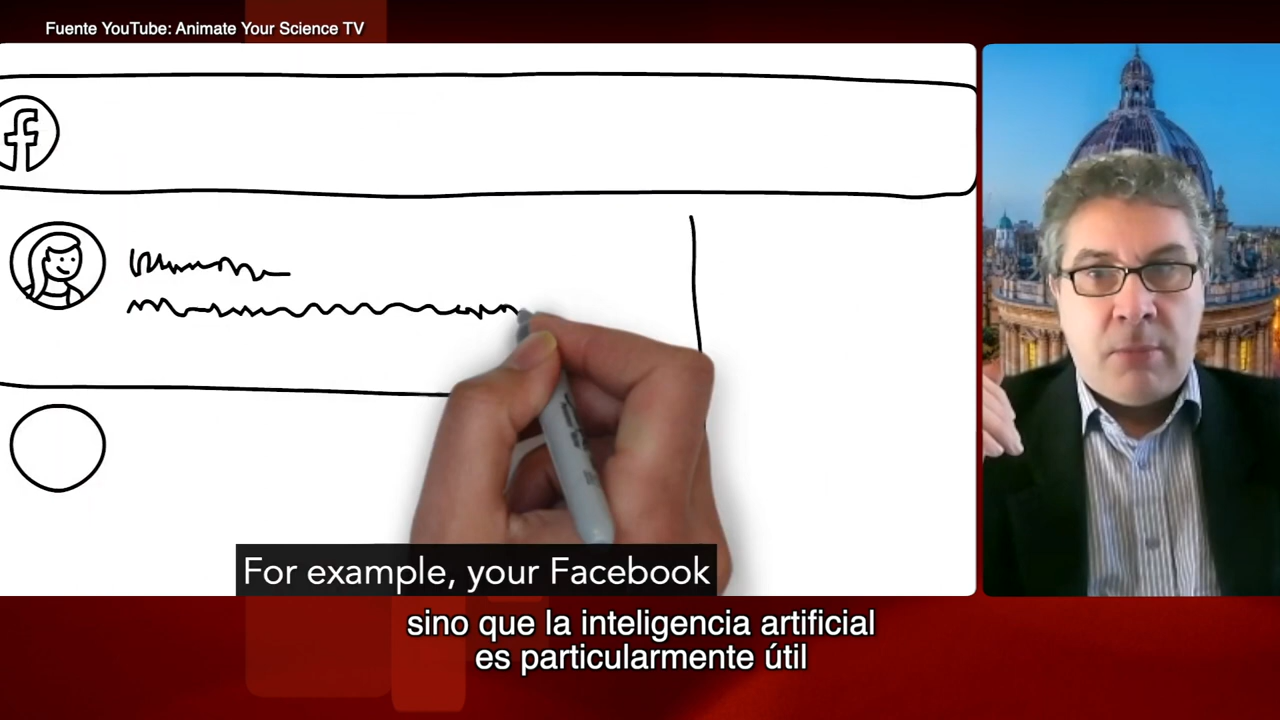 Fuente YouTube: Animate Your Science TV
For example, your Facebook
sino que la inteligencia artificial
es particularmente útil